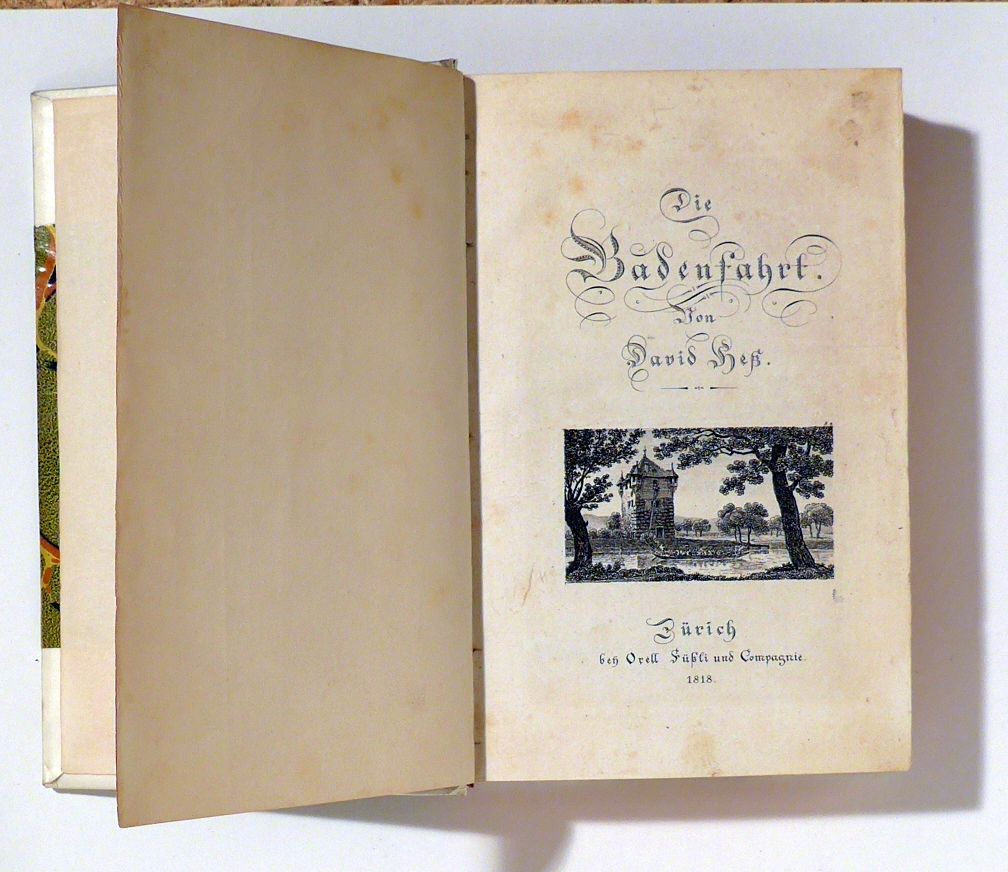 Die
Badenfahrt.
Von
David Heß.
Zürich
bey Orell Füßli und Compagnie.
1818.